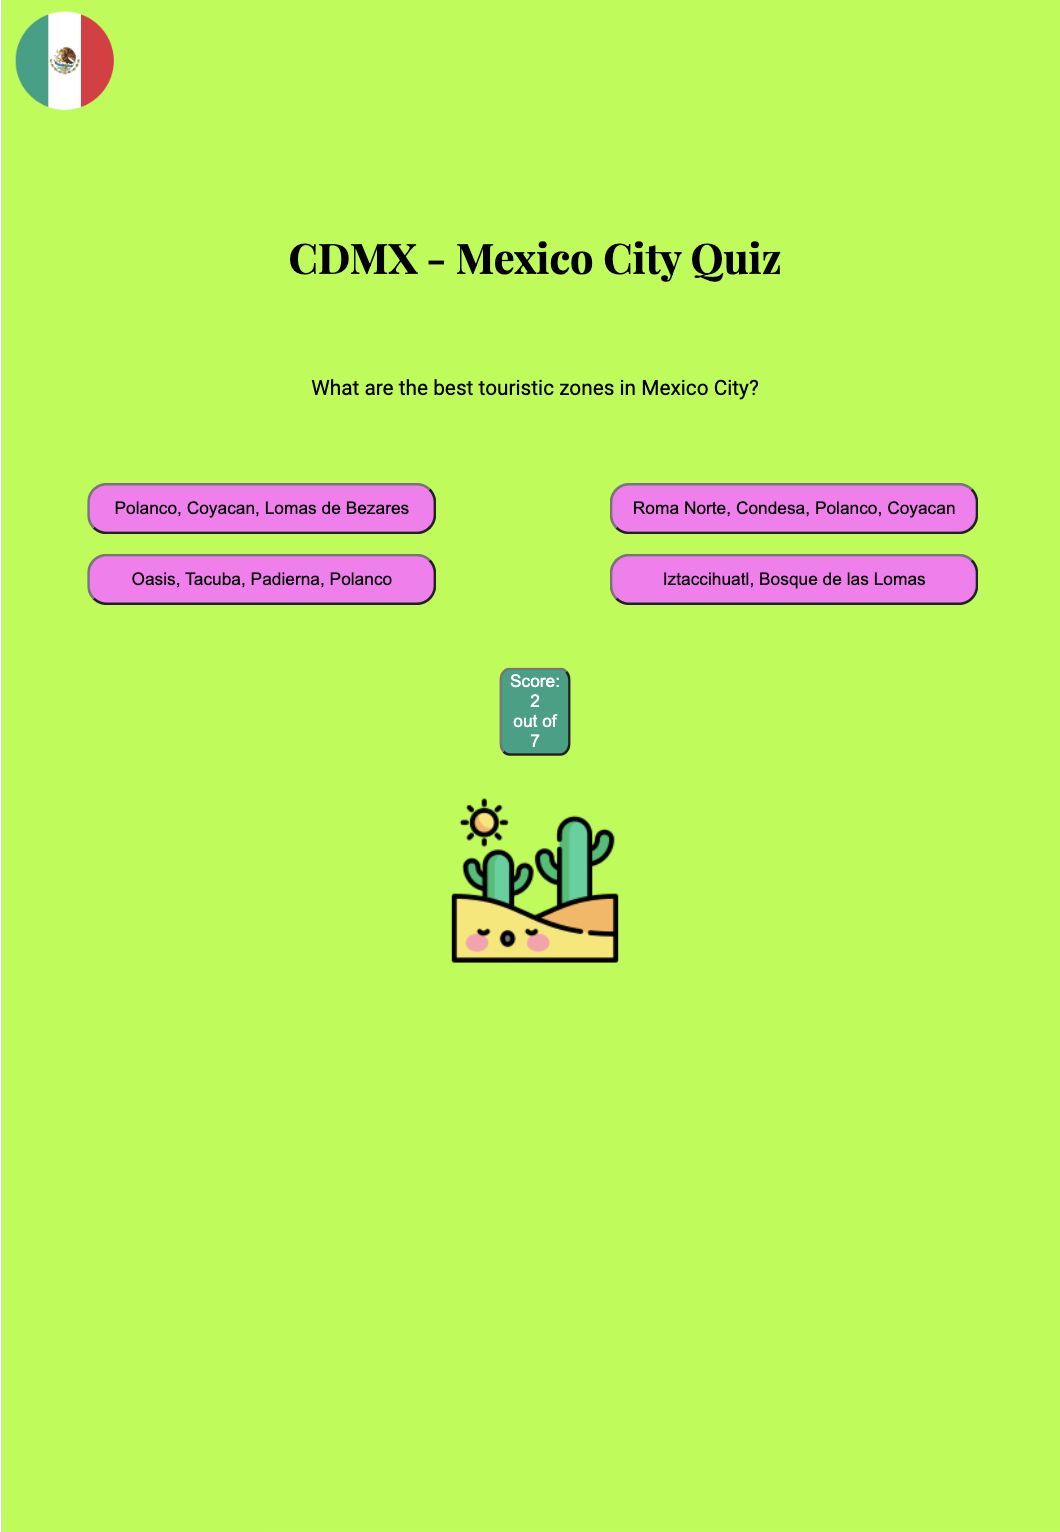 CDMX - Mexico City Quiz
What are the best touristic zones in Mexico City?
Polanco, Coyacan, Lomas de Bezares
Roma Norte, Condesa, Polanco, Coyacan
Oasis, Tacuba, Padierna, Polanco
Iztaccihuatl, Bosque de las Lomas
Score:
2
out of
7